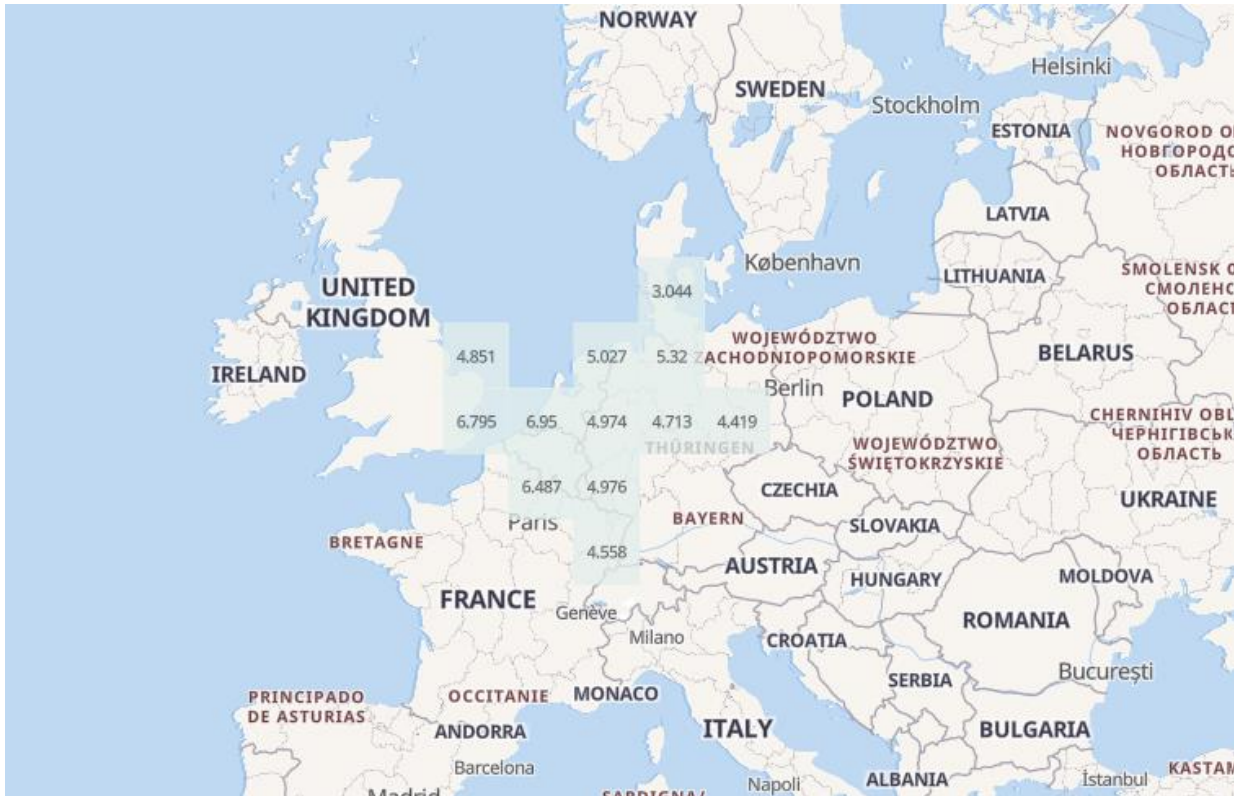 NORWAY
Helsinki
SWEDEN
Stockholm
ESTONIA
NOVGOROD O
НОВГОРОДС
ОБЛАСТЬ
LATVIA
København
LITHUANIA
SMOLENSK O
СМОЛЕНС
ОБЛАСТ
UNITED
KINGDOM
3.044
WOJEWÓDZTWO
ZACHODNIOPOMORSKIE
BELARUS
4.851
5.027
5.32
IRELAND
Berlin
POLAND
CHERNIHIV OBL
ЧЕРНІГІВСЬК
ОБЛАСТЬ
6.795
6.95
4.974
4.713
4.419
THÜRINGEN
WOJEWÓDZTWO
ŚWIĘTOKRZYSKIE
6.487
4.976
CZECHIA
UKRAINE
Paris
BAYERN
SLOVAKIA
BRETAGNE
4.558
AUSTRIA
HUNGARY
MOLDOVA
FRANCE
Genève
Milano
CROATIA
ROMANIA
București
SERBIA
PRINCIPADO
DE ASTURIAS
OCCITANIE
MONACO
ANDORRA
ITALY
BULGARIA
Barcelona
KASTAM
Madrid
Napoli
ALBANIA
İstanbul
SARDIGNA/